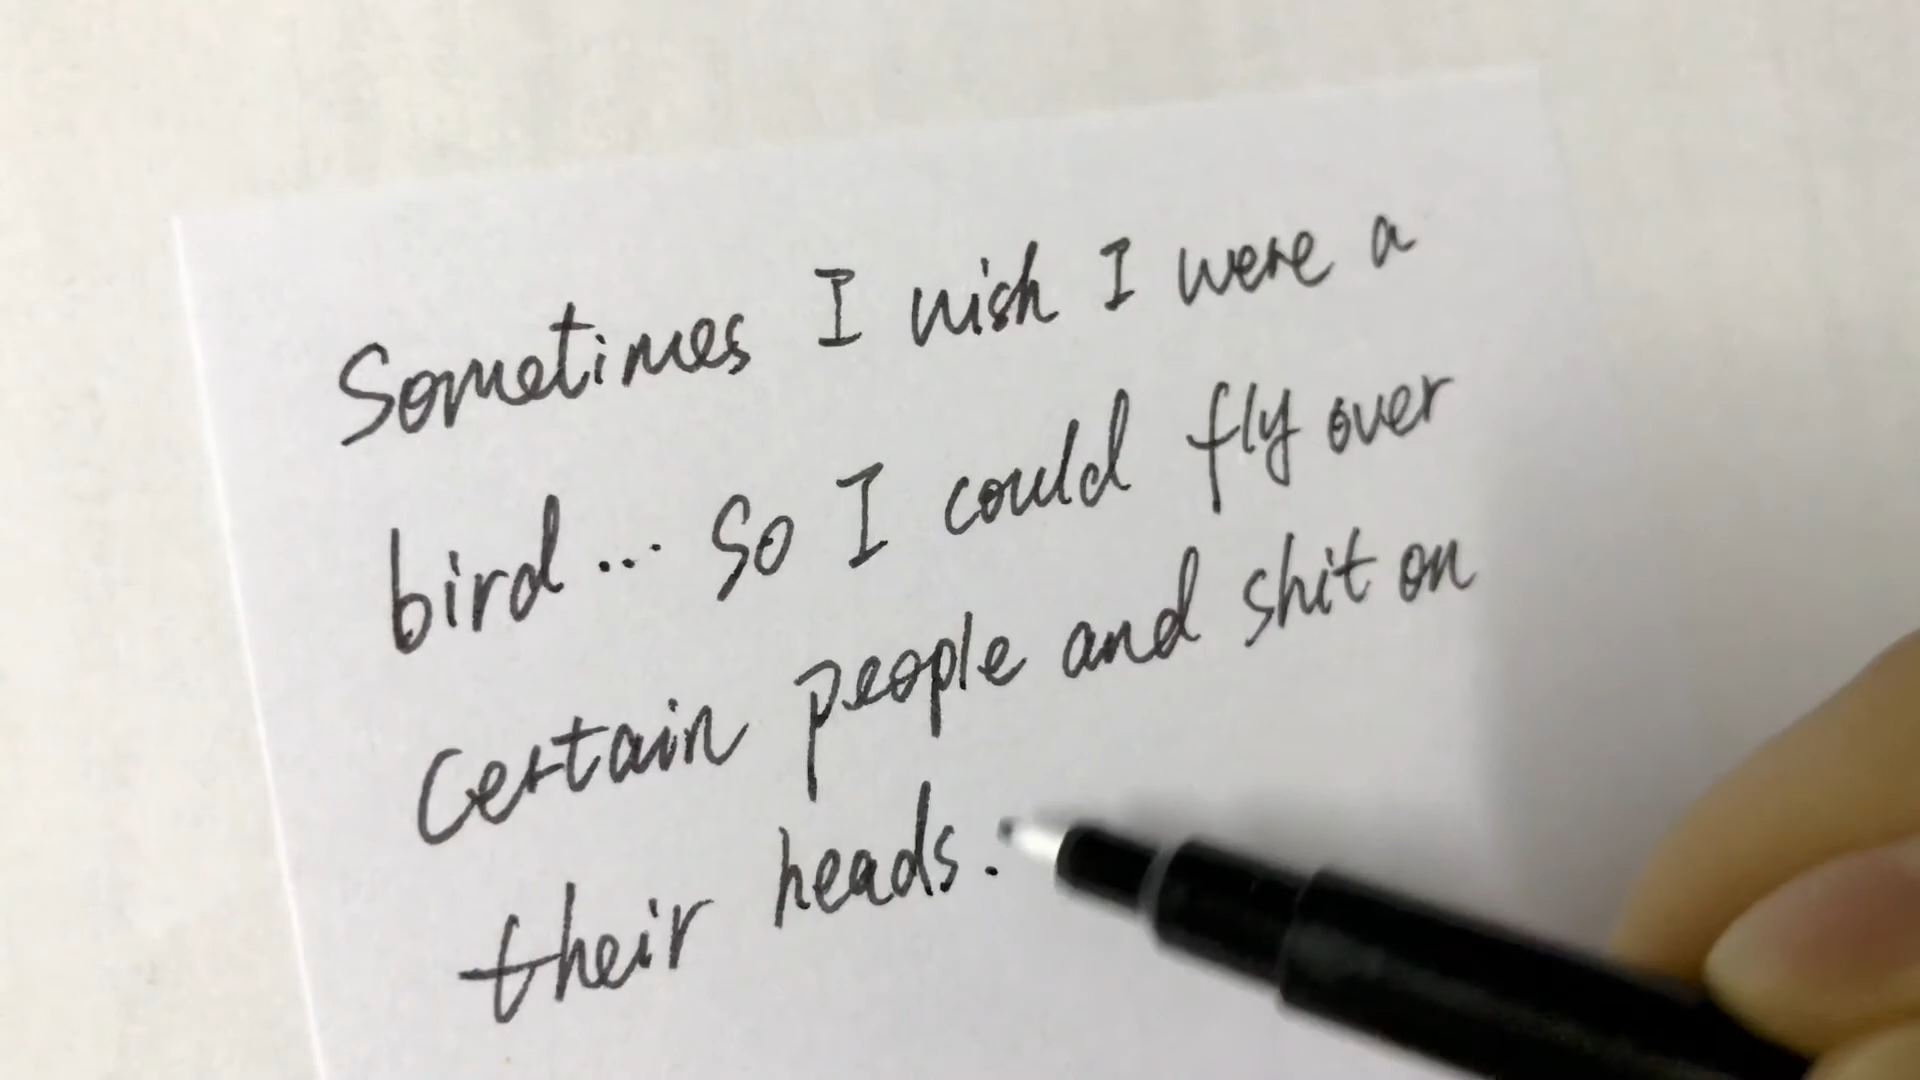 Sometimes I wish I were a
bird... So I could fly over
Certain people and shit on
their heads.